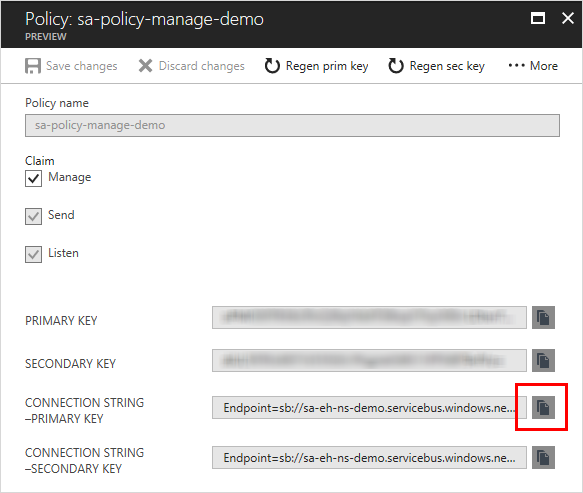 Policy: sa-policy-manage-demo
PREVIEW
Save changes Discard changes Regen prim key Regen sec key ••• More
Policy name
sa-policy-manage-demo
Claim
Manage
Send
Listen
PRIMARY KEY
SECONDARY KEY
CONNECTION STRING
–PRIMARY KEY
Endpoint=sb://sa-eh-ns-demo.servicebus.windows.ne...
CONNECTION STRING
–SECONDARY KEY
Endpoint=sb://sa-eh-ns-demo.servicebus.windows.ne...